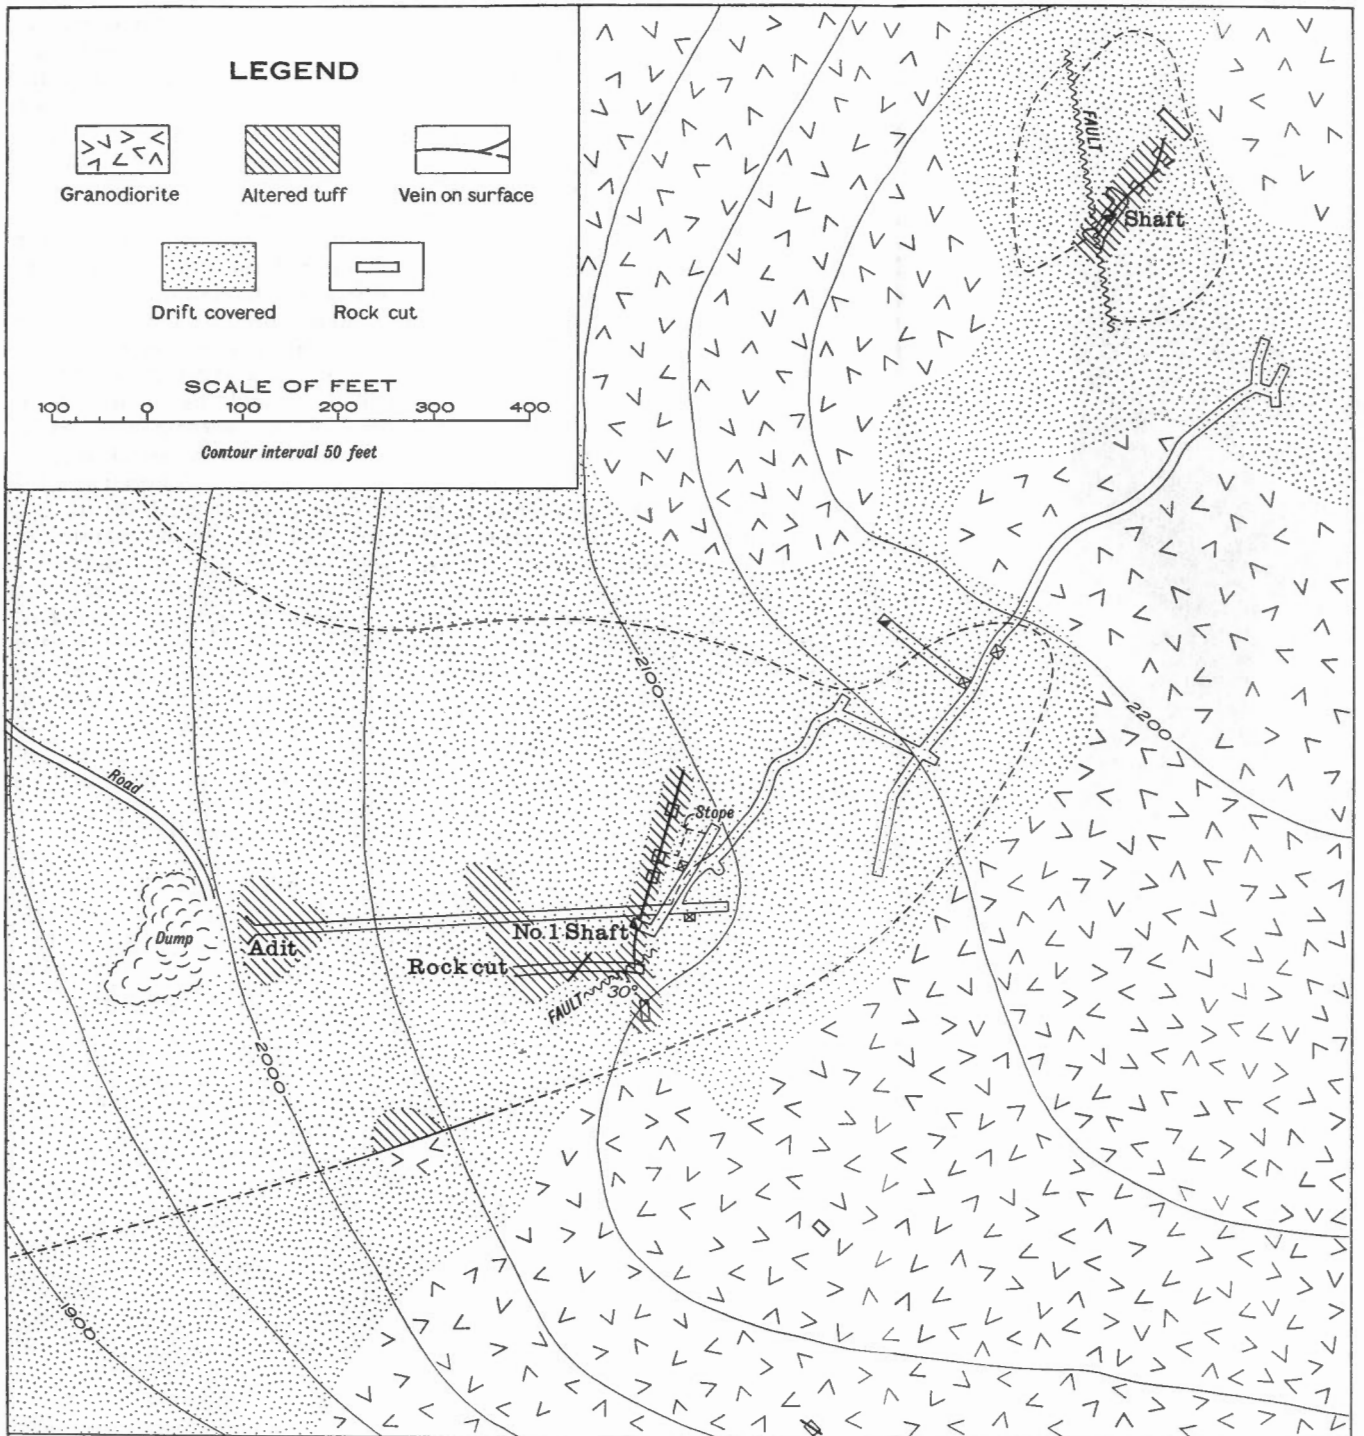 LEGEND
Granodiorite
Altered tuff
Vein on surface
Drift covered
Rock cut
SCALE OF FEET
100 0 100 200 300 400
Contour interval 50 feet
FAULT
Shaft
2100
2200
Road
Stope
Dump
Adit
No. 1 Shaft
Rock cut
FAULT
30°
2000
1900